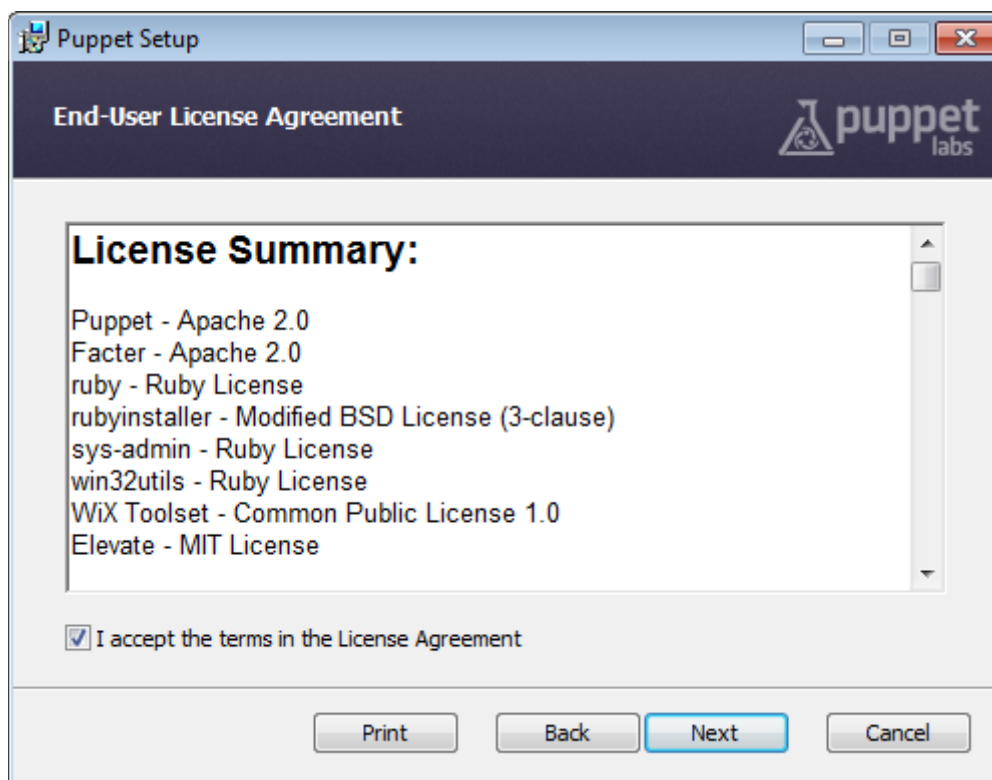 Puppet Setup
End-User License Agreement
puppet
labs
License Summary:
Puppet - Apache 2.0
Facter - Apache 2.0
ruby - Ruby License
rubyinstaller - Modified BSD License (3-clause)
sys-admin - Ruby License
win32utils - Ruby License
WiX Toolset - Common Public License 1.0
Elevate - MIT License
I accept the terms in the License Agreement
Print Back Next Cancel